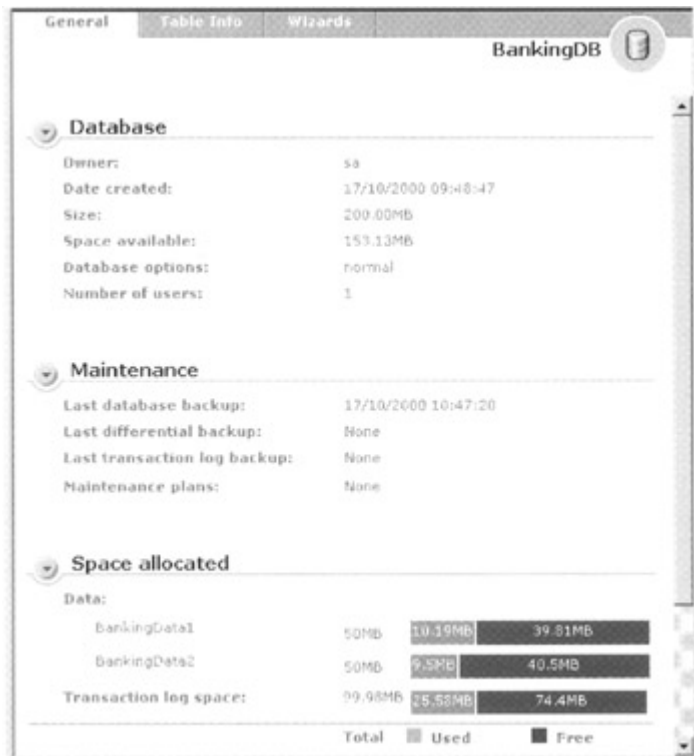 General Table Info Wizards
BankingDB
Database
Owner: sa
Date created: 17/10/2000 09:48:47
Size: 200.00MB
Space available: 153.13MB
Database options: normal
Number of users: 1
Maintenance
Last database backup: 17/10/2000 10:47:20
Last differential backup: None
Last transaction log backup: None
Maintenance plans: None
Space allocated
Data:
BankingData1 50MB 10.19MB 39.81MB
BankingData2 50MB 9.5MB 40.5MB
Transaction log space: 99.98MB 25.58MB 74.4MB
Total Used Free